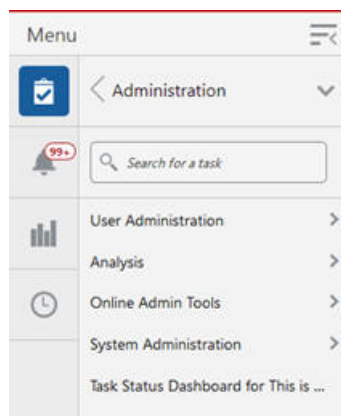 Menu
Administration
99+
Search for a task
User Administration
Analysis
Online Admin Tools
System Administration
Task Status Dashboard for This is ...